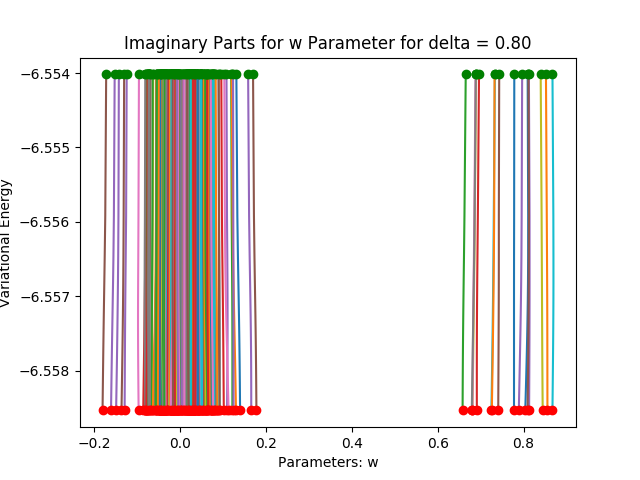 Imaginary Parts for w Parameter for delta = 0.80
Variational Energy
−6.554
−6.555
−6.556
−6.557
−6.558
−0.2 0.0 0.2 0.4 0.6 0.8
Parameters: w